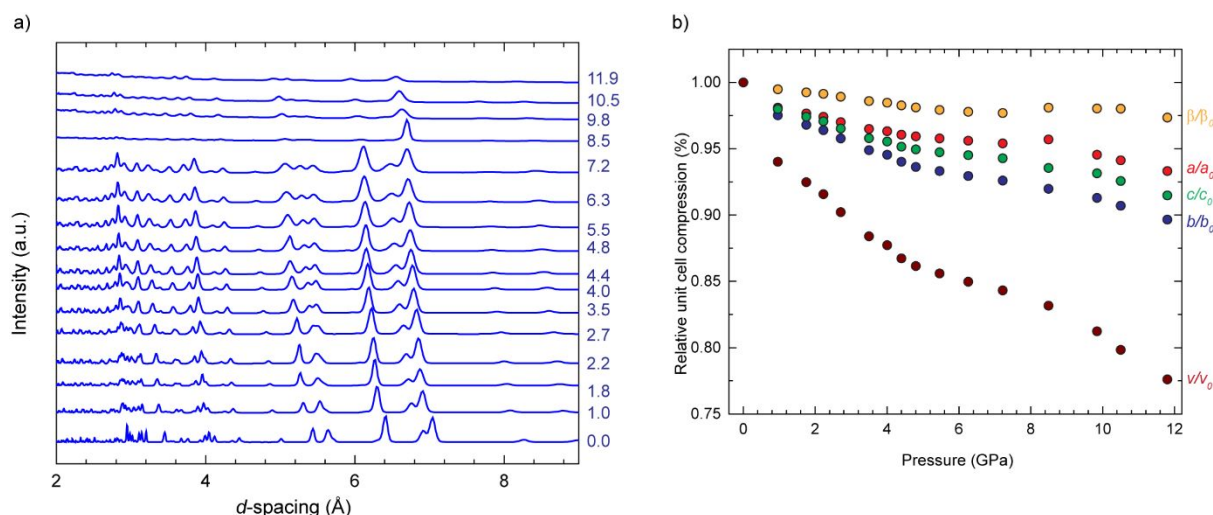 a)
11.9
10.5
9.8
8.5
7.2
6.3
5.5
4.8
4.4
4.0
3.5
2.7
2.2
1.8
1.0
0.0
Intensity (a.u.)
2 4 6 8
d-spacing (Å)
b)
1.00
0.95
0.90
0.85
0.80
0.75
Relative unit cell compression (%)
β/β₀
a/a₀
c/c₀
b/b₀
v/v₀
0 2 4 6 8 10 12
Pressure (GPa)